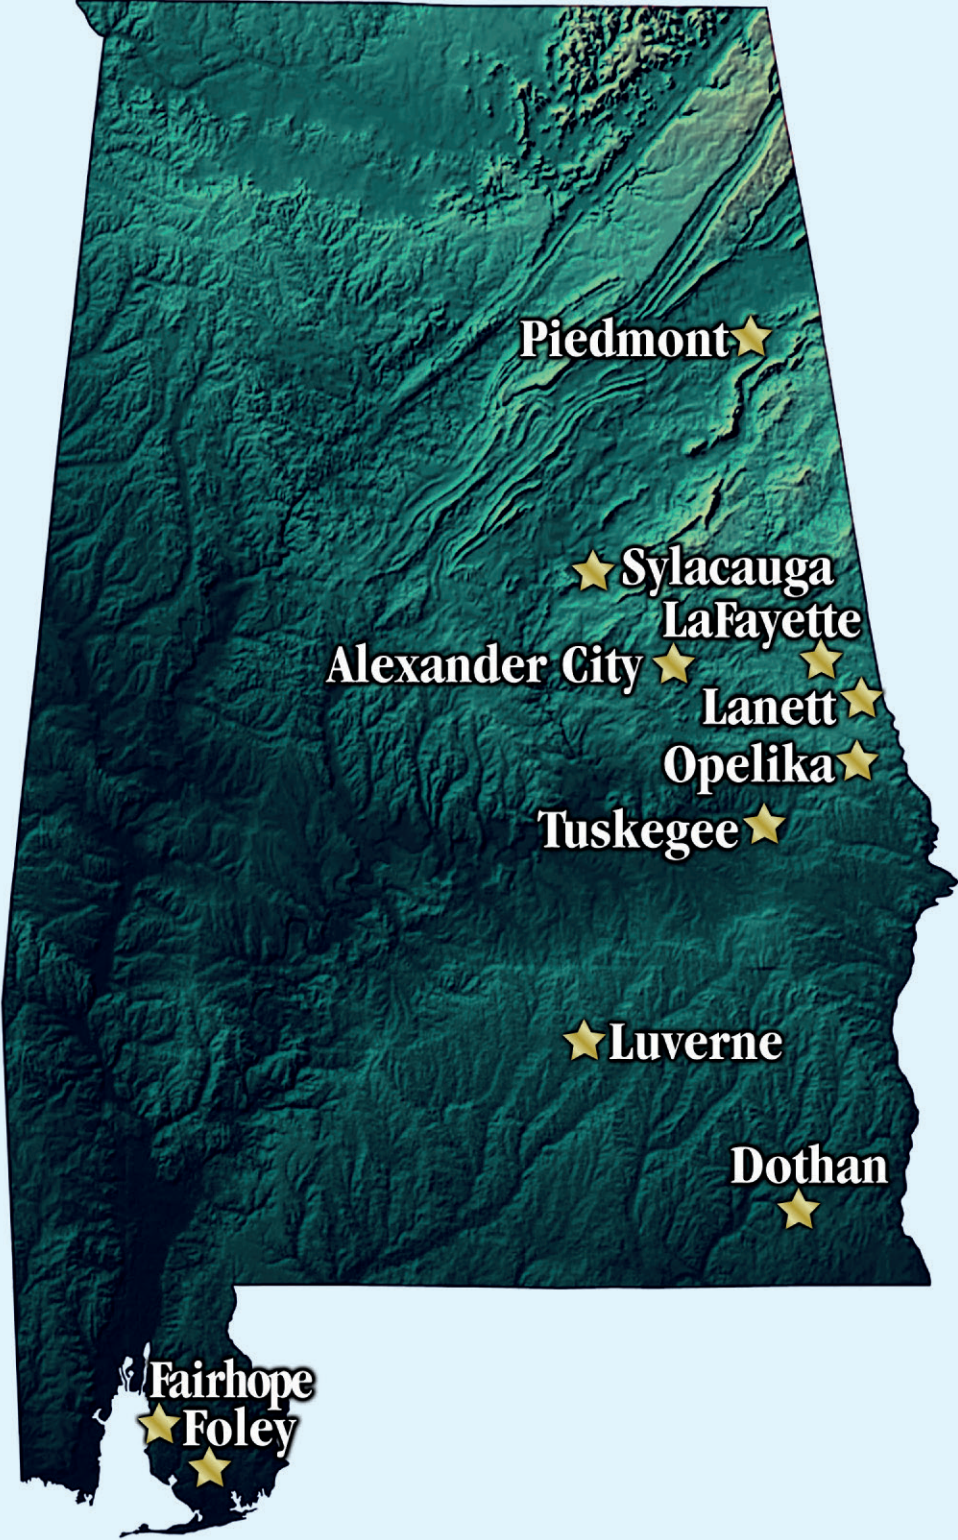 Piedmont
Sylacauga
LaFayette
Alexander City
Lanett
Opelika
Tuskegee
Luverne
Dothan
Fairhope
Foley